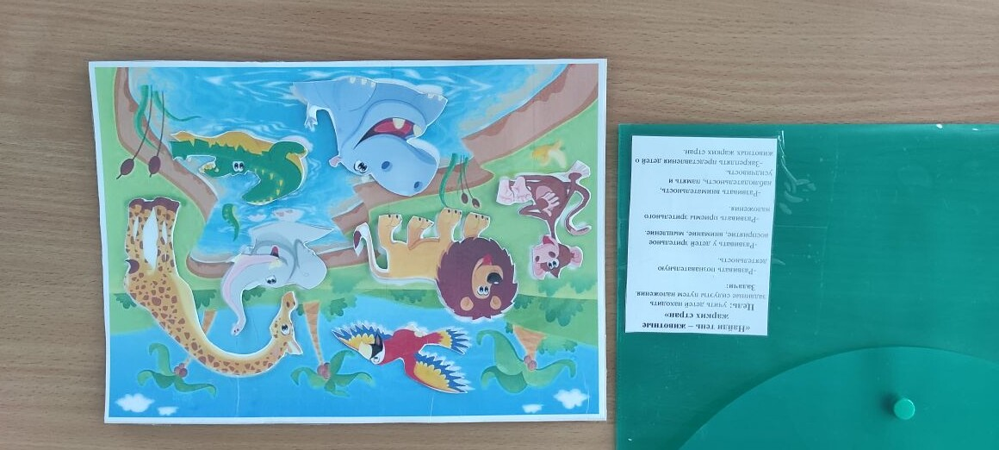 «Найди тень – животные
жарких стран»
Цель: учить детей находить
заданные силуэты путем наложения.
Задачи:
-Развивать познавательную
деятельность.
-Развивать у детей зрительное
восприятие, внимание, мышление.
-Развивать приемы зрительного
наложения.
-Развивать внимательность,
наблюдательность, память и
усидчивость.
-Закреплять представления детей о
животных жарких стран.